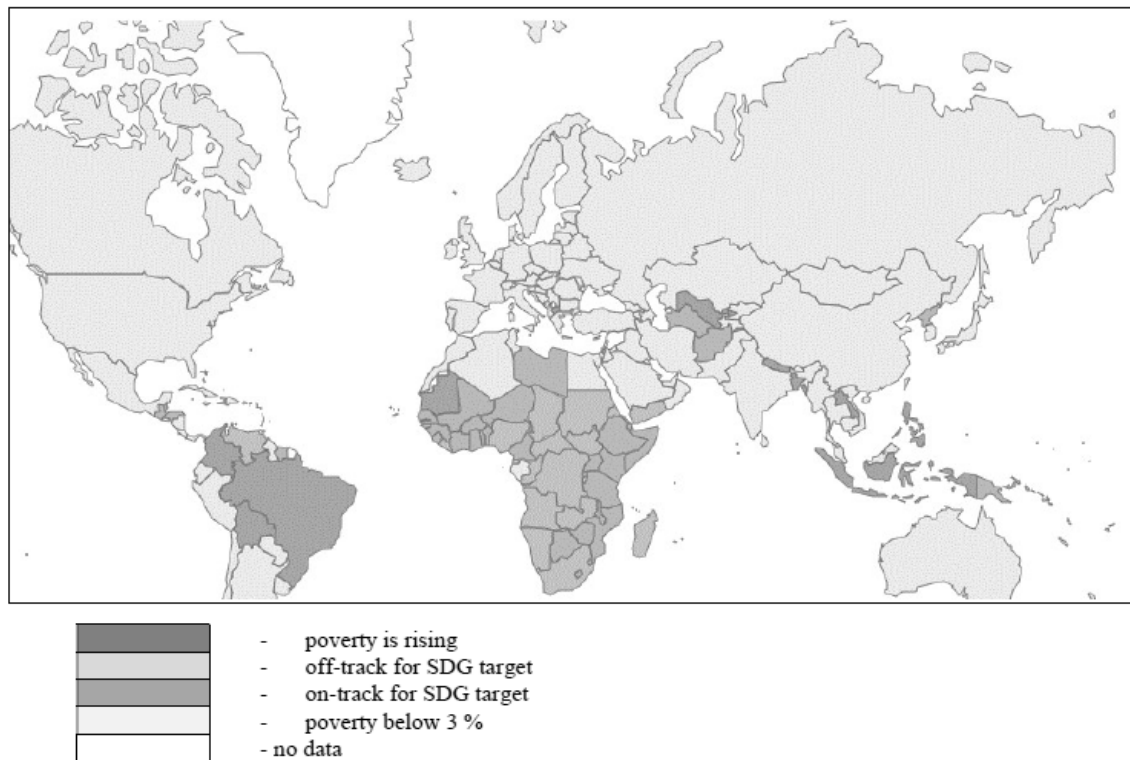 - poverty is rising
- off-track for SDG target
- on-track for SDG target
- poverty below 3 %
- no data